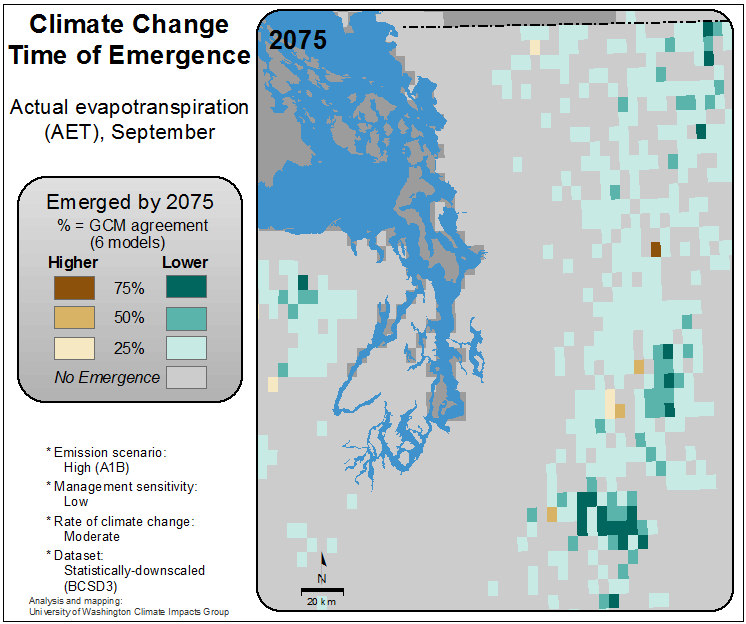 Climate Change
Time of Emergence
Actual evapotranspiration
(AET), September
Emerged by 2075
% = GCM agreement
(6 models)
Higher Lower
75%
50%
25%
No Emergence
* Emission scenario:
High (A1B)
* Management sensitivity:
Low
* Rate of climate change:
Moderate
* Dataset:
Statistically-downscaled
(BCSD3)
Analysis and mapping:
University of Washington Climate Impacts Group
2075
N
20 km